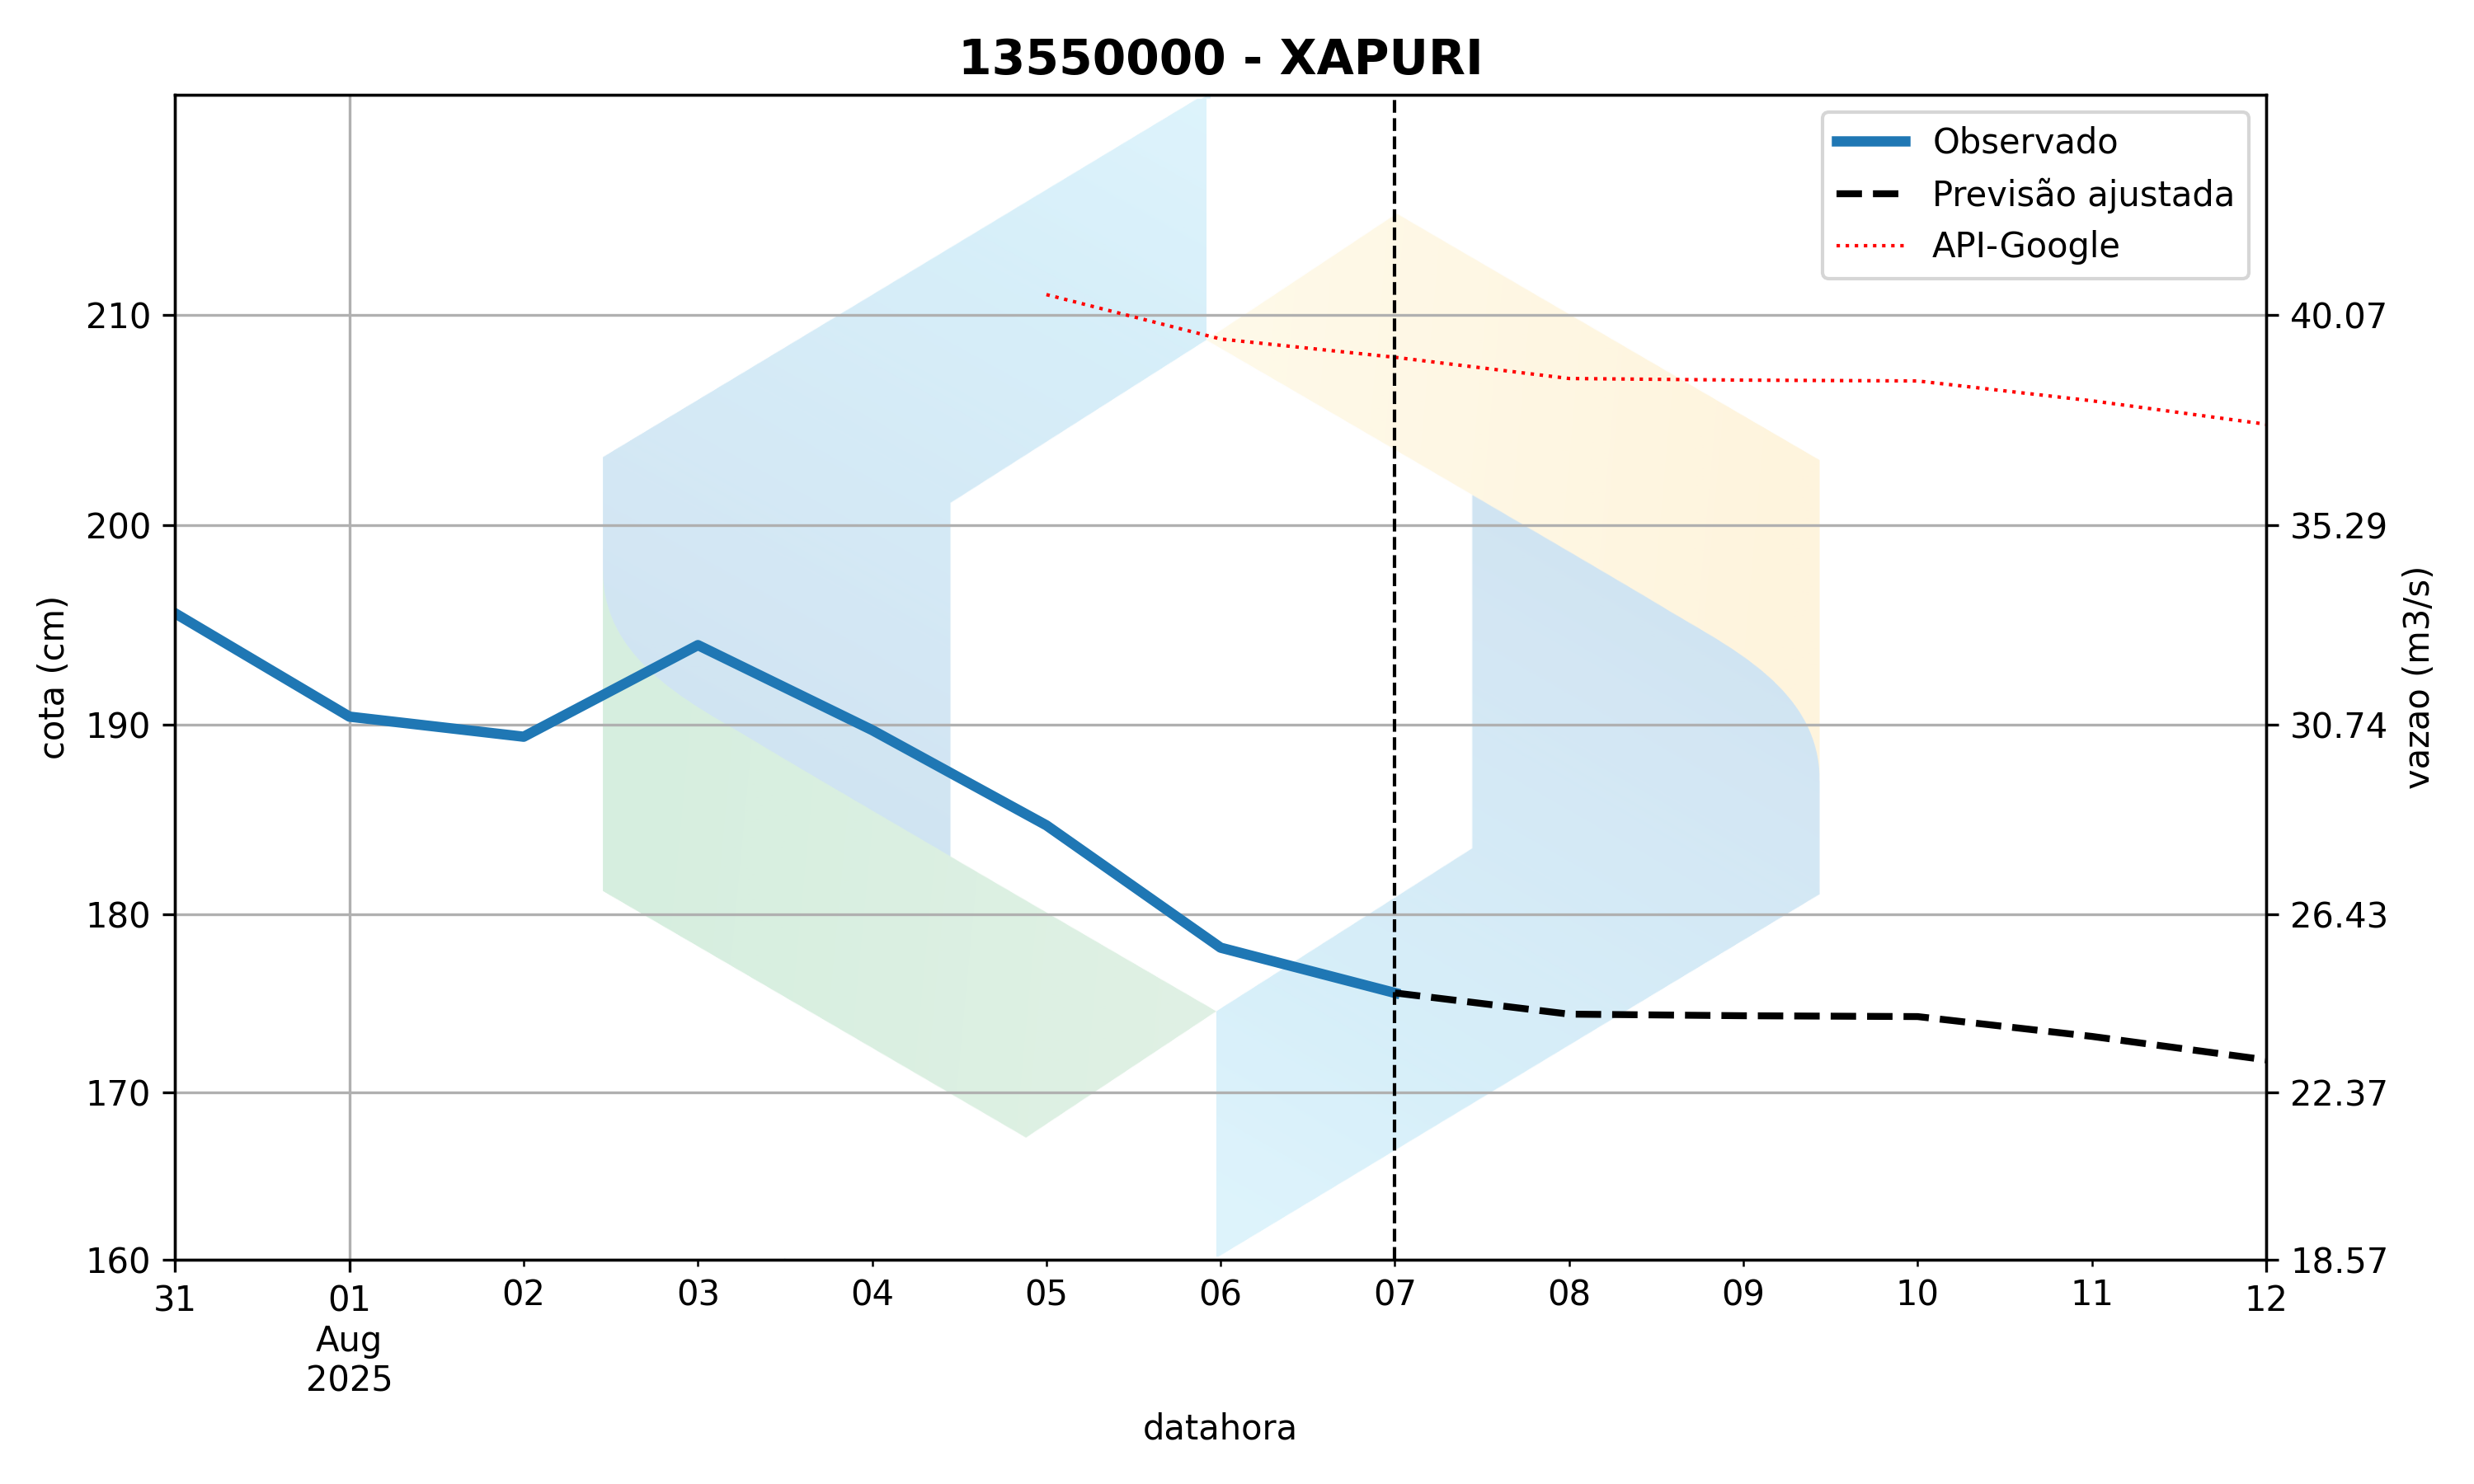 13550000 - XAPURI
Observado
Previsão ajustada
API-Google
210
200
190
180
170
160
cota (cm)
40.07
35.29
30.74
26.43
22.37
18.57
vazao (m3/s)
31 01 02 03 04 05 06 07 08 09 10 11 12
Aug
2025
datahora